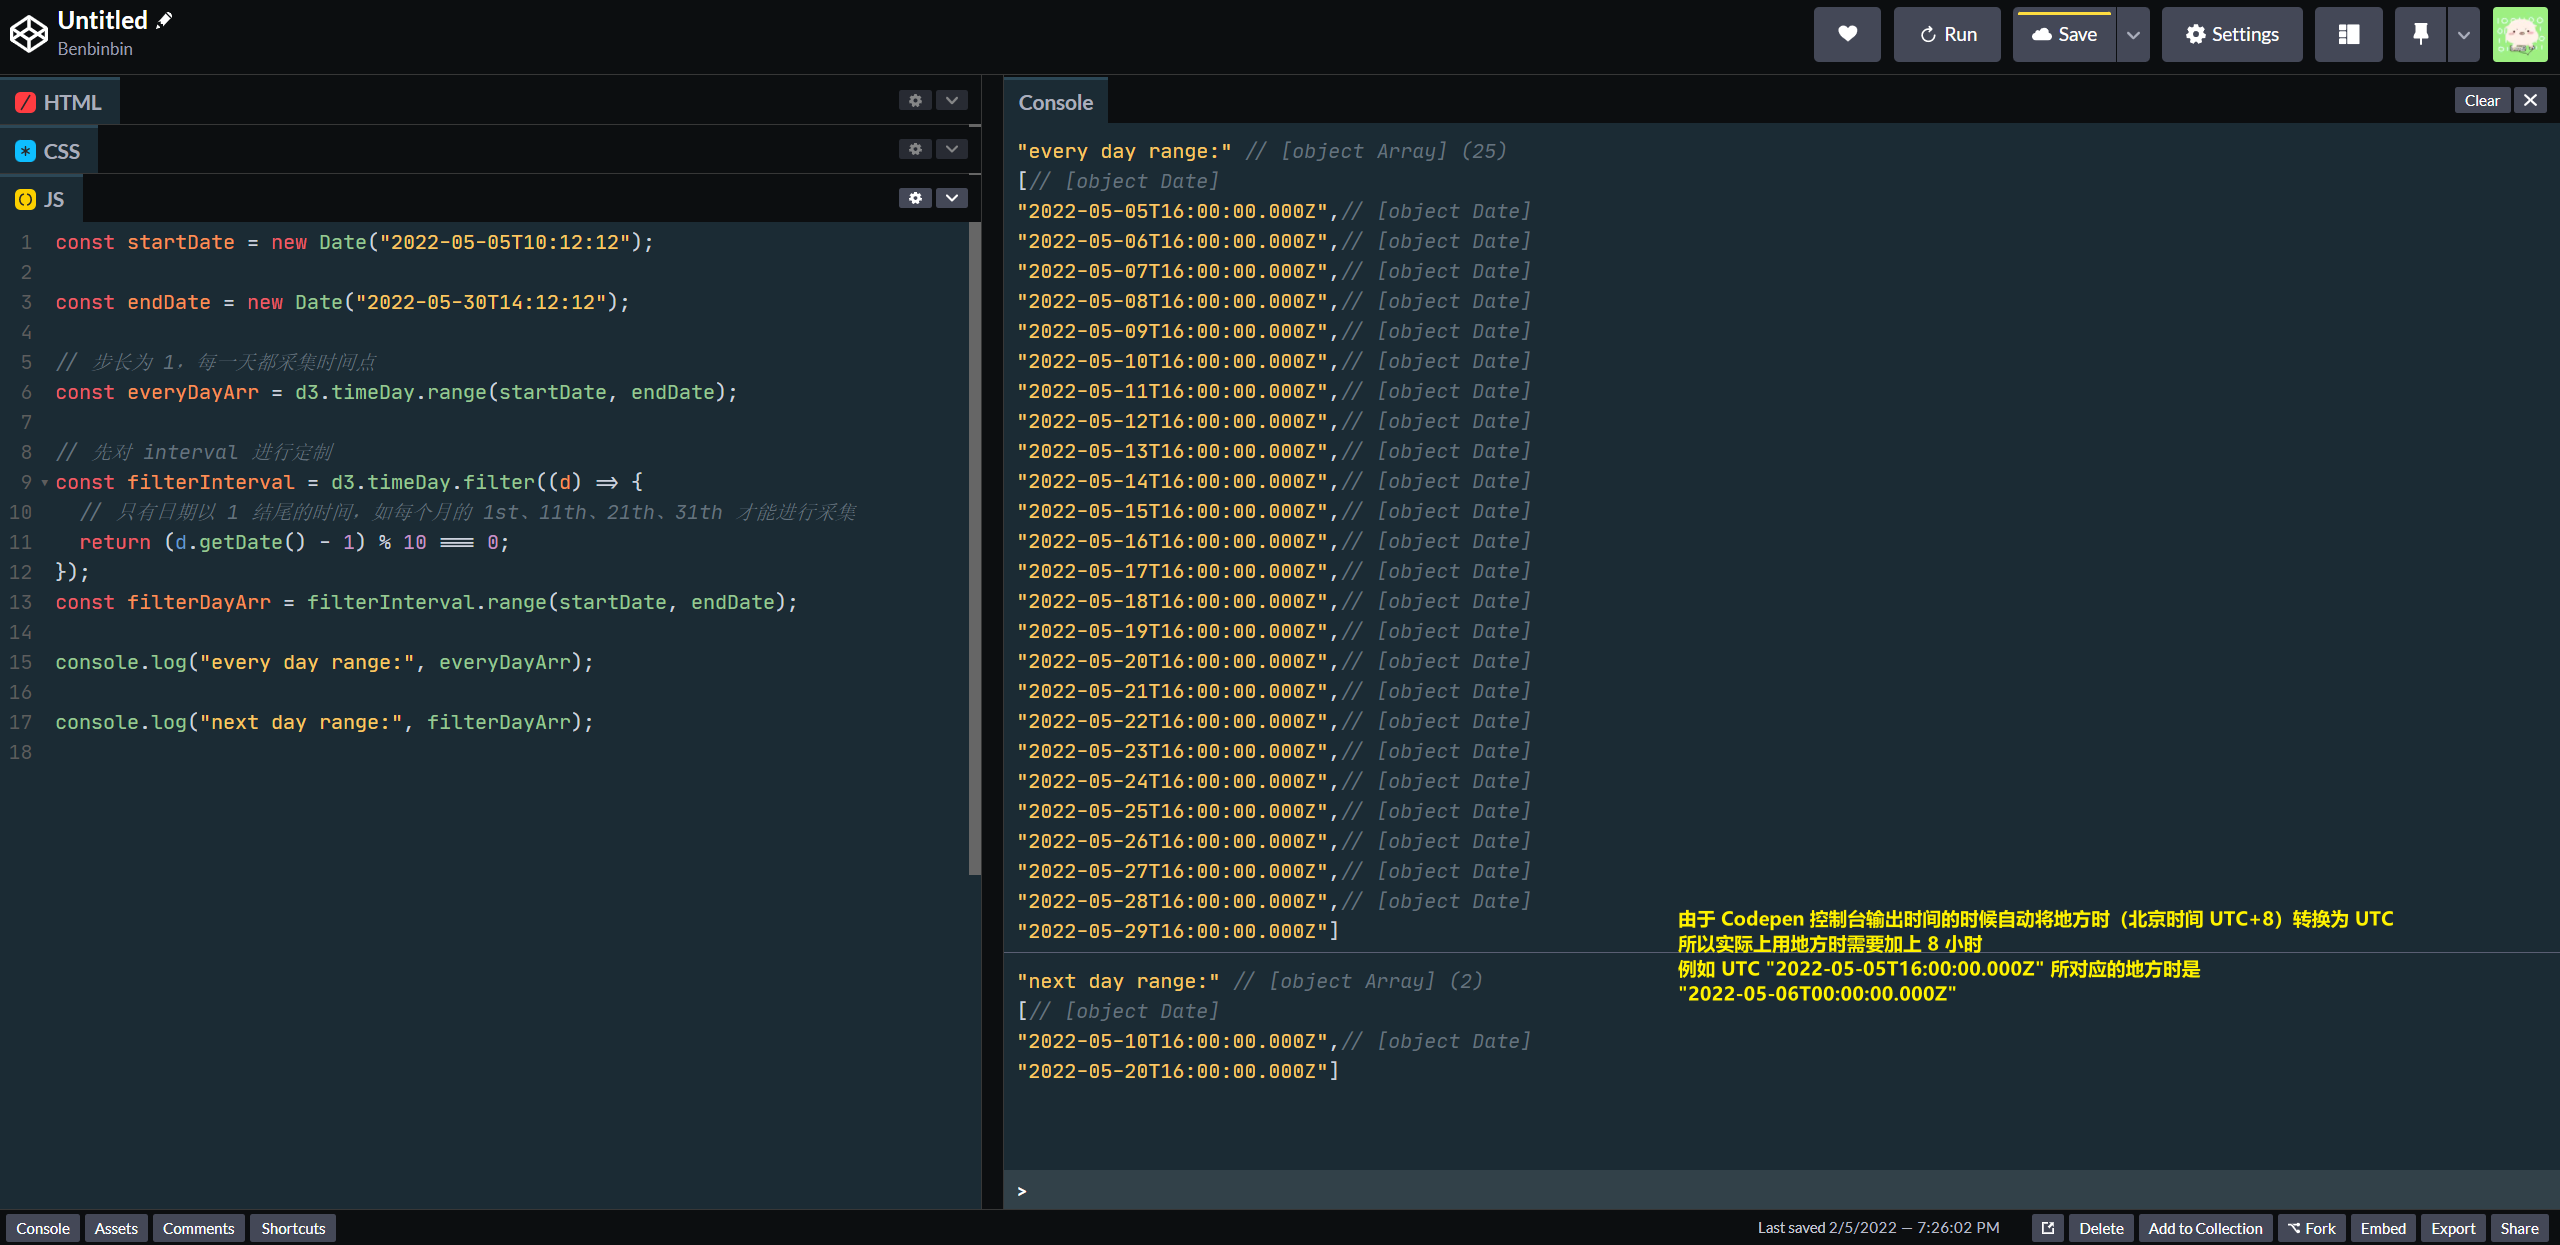 Untitled
Benbinbin
Run
Save
Settings
HTML
CSS
JS
1 const startDate = new Date("2022-05-05T10:12:12");
2
3 const endDate = new Date("2022-05-30T14:12:12");
4
5 // 步长为 1，每一天都采集时间点
6 const everyDayArr = d3.timeDay.range(startDate, endDate);
7
8 // 先对 interval 进行定制
9 const filterInterval = d3.timeDay.filter((d) => {
10 // 只有日期以 1 结尾的时间，如每个月的 1st、11th、21th、31th 才能进行采集
11 return (d.getDate() - 1) % 10 === 0;
12 });
13 const filterDayArr = filterInterval.range(startDate, endDate);
14
15 console.log("every day range:", everyDayArr);
16
17 console.log("next day range:", filterDayArr);
18
Console
Clear
"every day range:" // [object Array] (25)
[// [object Date]
"2022-05-05T16:00:00.000Z",// [object Date]
"2022-05-06T16:00:00.000Z",// [object Date]
"2022-05-07T16:00:00.000Z",// [object Date]
"2022-05-08T16:00:00.000Z",// [object Date]
"2022-05-09T16:00:00.000Z",// [object Date]
"2022-05-10T16:00:00.000Z",// [object Date]
"2022-05-11T16:00:00.000Z",// [object Date]
"2022-05-12T16:00:00.000Z",// [object Date]
"2022-05-13T16:00:00.000Z",// [object Date]
"2022-05-14T16:00:00.000Z",// [object Date]
"2022-05-15T16:00:00.000Z",// [object Date]
"2022-05-16T16:00:00.000Z",// [object Date]
"2022-05-17T16:00:00.000Z",// [object Date]
"2022-05-18T16:00:00.000Z",// [object Date]
"2022-05-19T16:00:00.000Z",// [object Date]
"2022-05-20T16:00:00.000Z",// [object Date]
"2022-05-21T16:00:00.000Z",// [object Date]
"2022-05-22T16:00:00.000Z",// [object Date]
"2022-05-23T16:00:00.000Z",// [object Date]
"2022-05-24T16:00:00.000Z",// [object Date]
"2022-05-25T16:00:00.000Z",// [object Date]
"2022-05-26T16:00:00.000Z",// [object Date]
"2022-05-27T16:00:00.000Z",// [object Date]
"2022-05-28T16:00:00.000Z",// [object Date]
"2022-05-29T16:00:00.000Z"]
由于 Codepen 控制台输出时间的时候自动将地方时（北京时间 UTC+8）转换为 UTC
所以实际上用地方时需要加上 8 小时
例如 UTC "2022-05-05T16:00:00.000Z" 所对应的地方时是
"2022-05-06T00:00:00.000Z"
"next day range:" // [object Array] (2)
[// [object Date]
"2022-05-10T16:00:00.000Z",// [object Date]
"2022-05-20T16:00:00.000Z"]
>
Console
Assets
Comments
Shortcuts
Last saved 2/5/2022 — 7:26:02 PM
Delete
Add to Collection
Fork
Embed
Export
Share